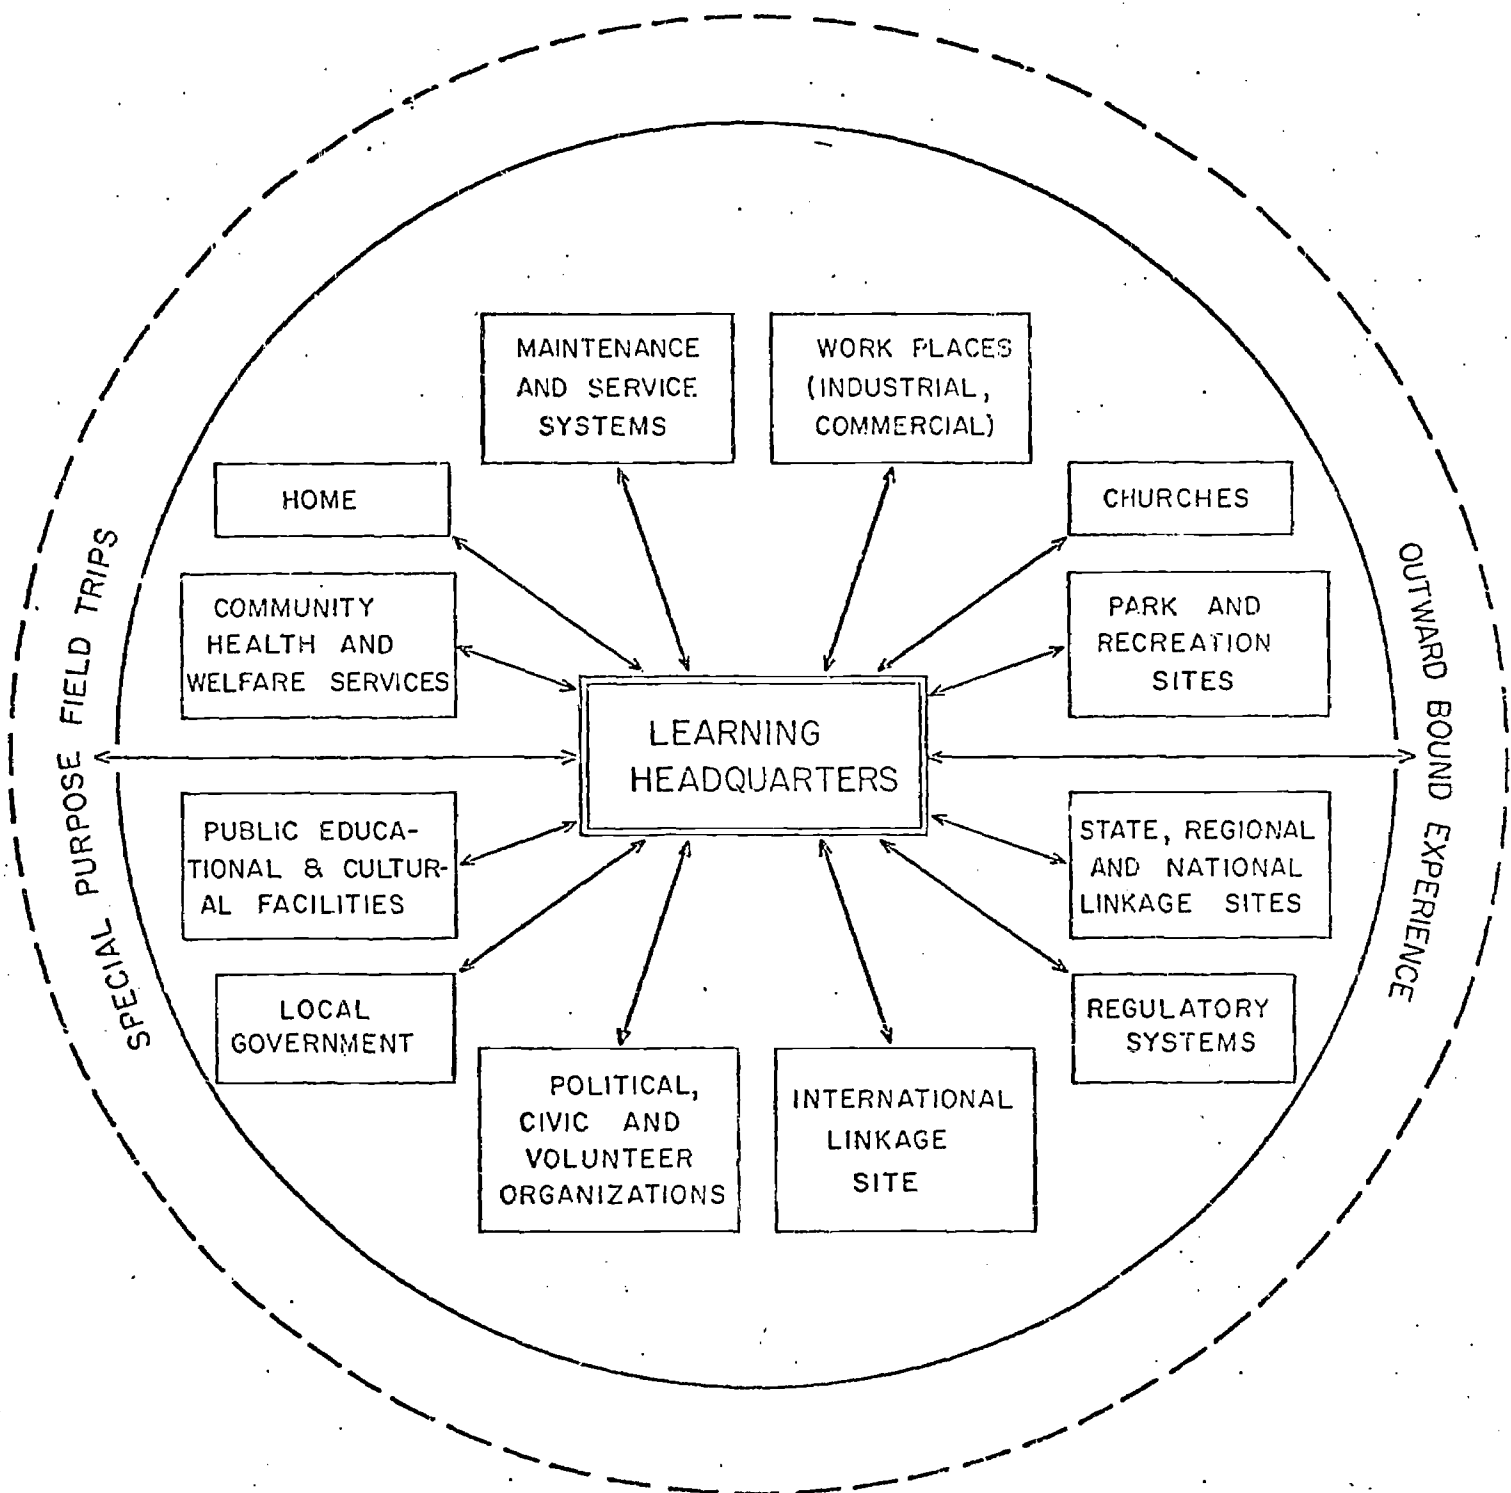 MAINTENANCE
AND SERVICE
SYSTEMS
WORK PLACES
(INDUSTRIAL,
COMMERCIAL)
HOME
CHURCHES
COMMUNITY
HEALTH AND
WELFARE SERVICES
PARK AND
RECREATION
SITES
SPECIAL PURPOSE FIELD TRIPS
LEARNING
HEADQUARTERS
OUTWARD BOUND EXPERIENCE
PUBLIC EDUCA-
TIONAL & CULTUR-
AL FACILITIES
STATE, REGIONAL
AND NATIONAL
LINKAGE SITES
LOCAL
GOVERNMENT
REGULATORY
SYSTEMS
POLITICAL,
CIVIC AND
VOLUNTEER
ORGANIZATIONS
INTERNATIONAL
LINKAGE
SITE